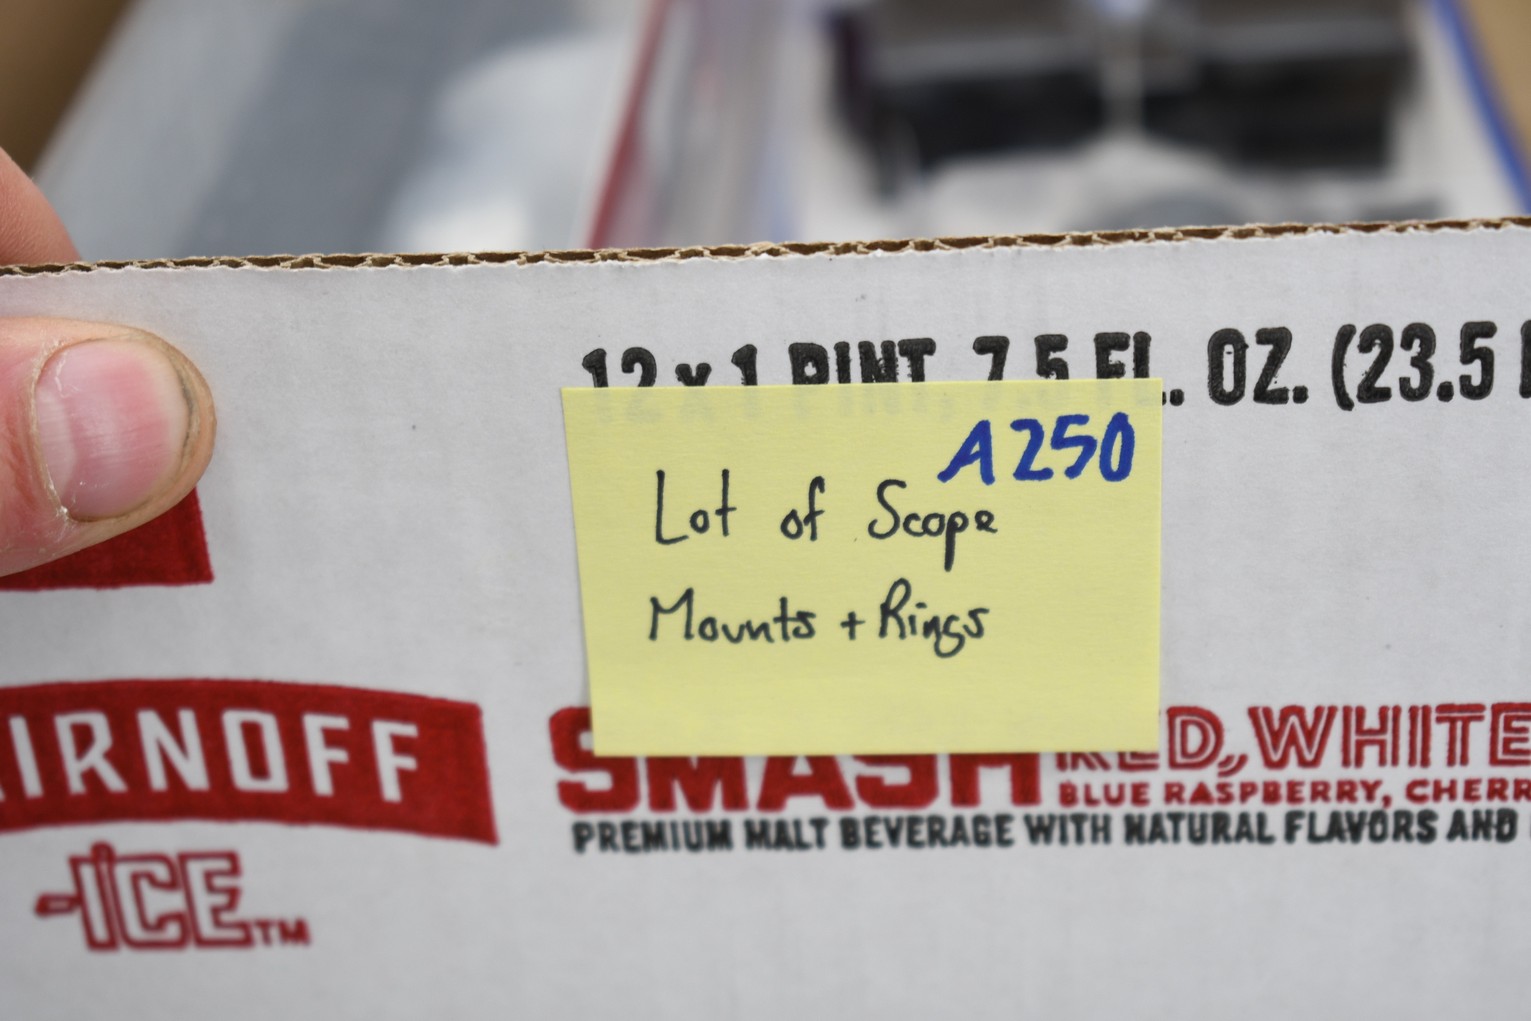 12 x 1 PINT, 7.5 FL. OZ. (23.5
A250
Lot of Scope
Mounts + Rings
IRNOFF
ICE™
SMASH RED, WHITE
BLUE RASPBERRY, CHERR
PREMIUM MALT BEVERAGE WITH NATURAL FLAVORS AND